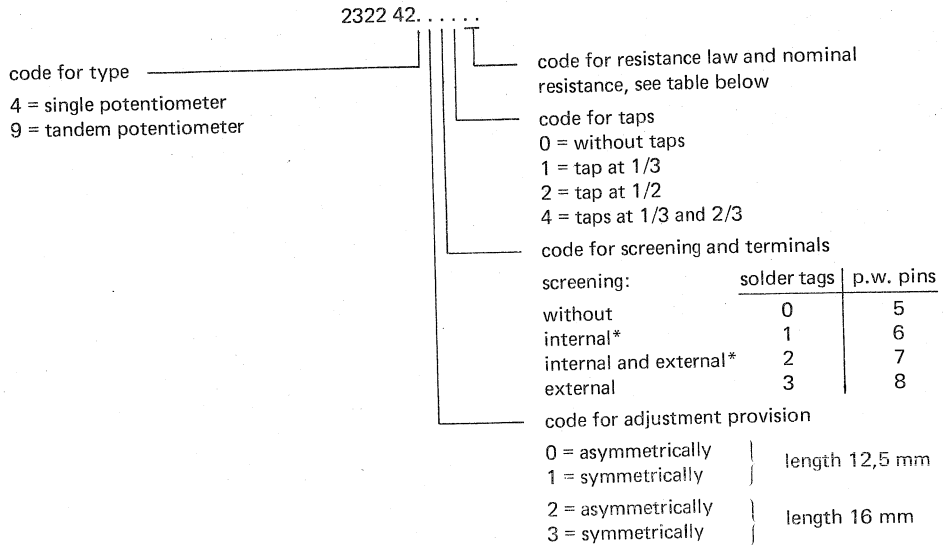 2322 42. . . . . .
code for type
4 = single potentiometer
9 = tandem potentiometer
code for resistance law and nominal
resistance, see table below
code for taps
0 = without taps
1 = tap at 1/3
2 = tap at 1/2
4 = taps at 1/3 and 2/3
code for screening and terminals
screening: solder tags p.w. pins
without 0 5
internal* 1 6
internal and external* 2 7
external 3 8
code for adjustment provision
0 = asymmetrically
1 = symmetrically
length 12,5 mm
2 = asymmetrically
3 = symmetrically
length 16 mm